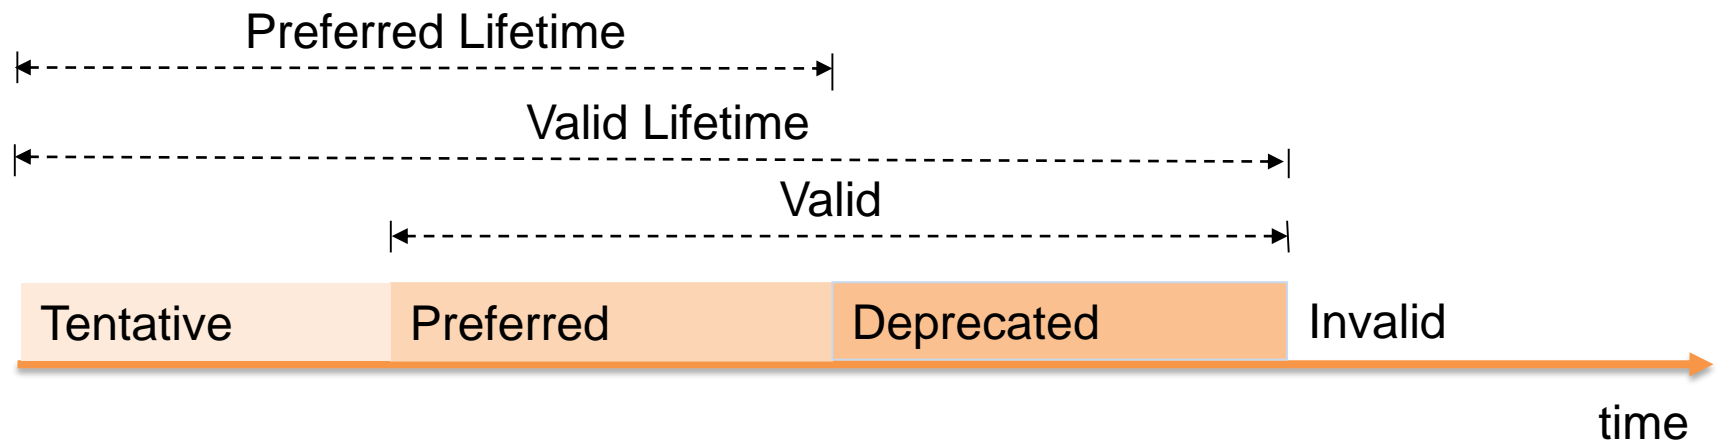 Preferred Lifetime
Valid Lifetime
Valid
Tentative Preferred Deprecated Invalid
time